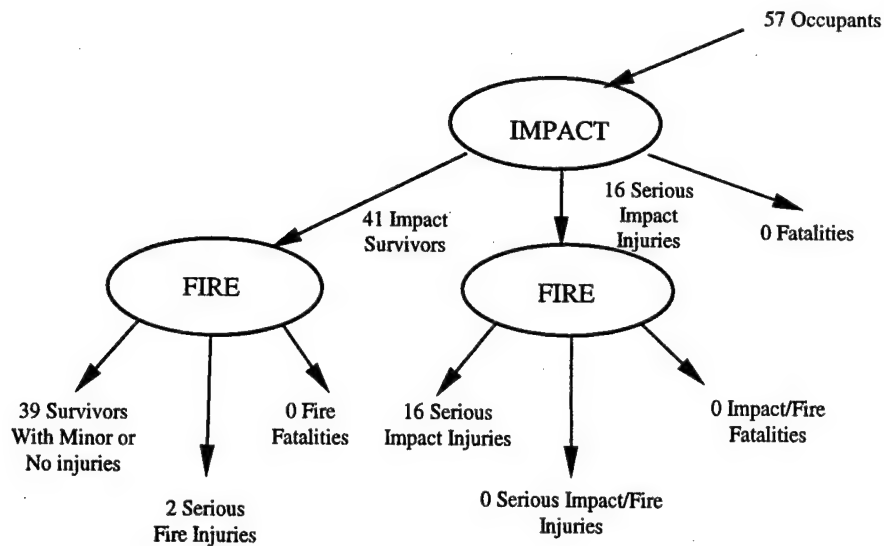 57 Occupants
IMPACT
41 Impact
Survivors
16 Serious
Impact
Injuries
0 Fatalities
FIRE
FIRE
39 Survivors
With Minor or
No injuries
0 Fire
Fatalities
16 Serious
Impact Injuries
0 Impact/Fire
Fatalities
2 Serious
Fire Injuries
0 Serious Impact/Fire
Injuries